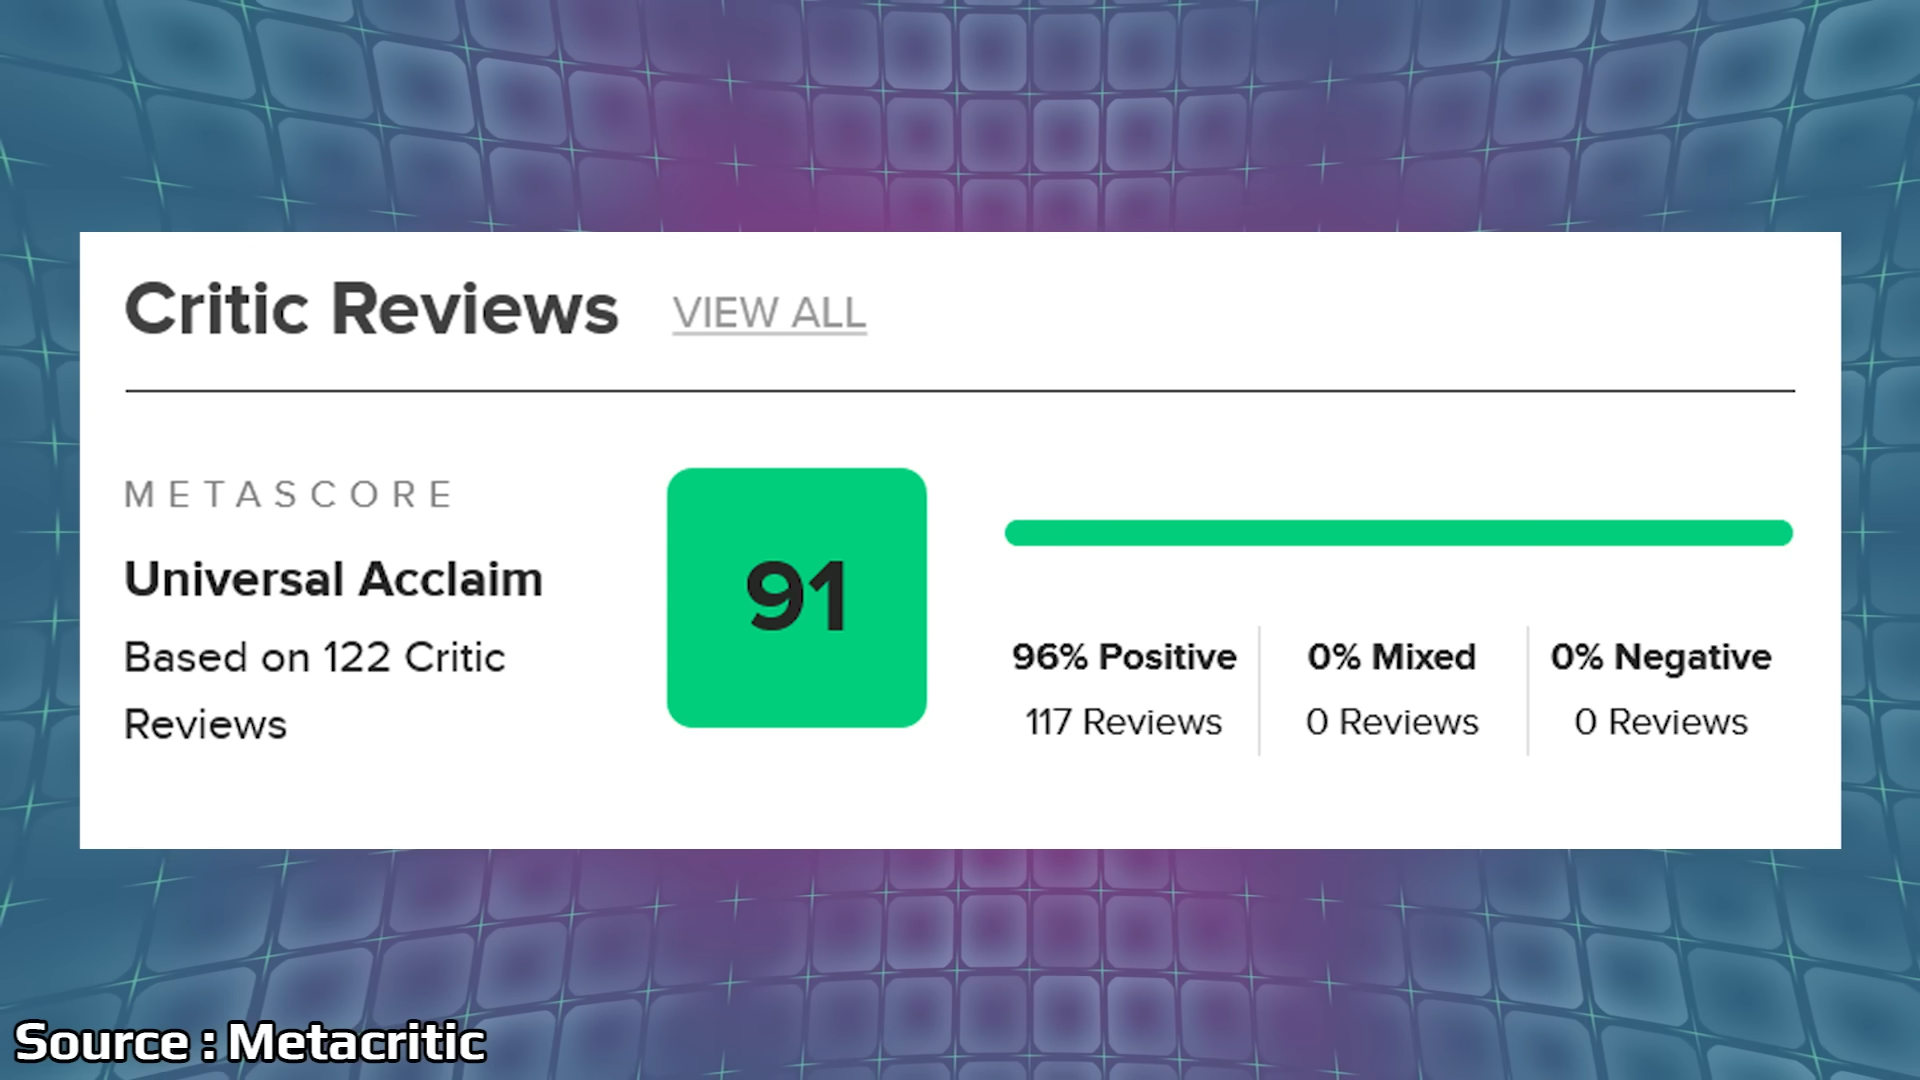 Critic Reviews VIEW ALL
METASCORE
Universal Acclaim
Based on 122 Critic
Reviews
91
96% Positive
117 Reviews
0% Mixed
0 Reviews
0% Negative
0 Reviews
Source : Metacritic